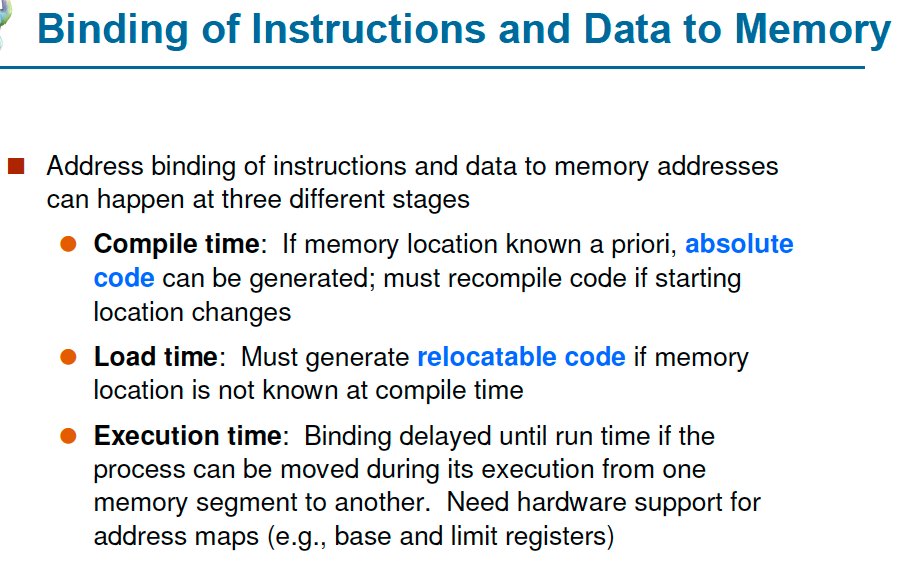 Binding of Instructions and Data to Memory
Address binding of instructions and data to memory addresses
can happen at three different stages
Compile time: If memory location known a priori, absolute
code can be generated; must recompile code if starting
location changes
Load time: Must generate relocatable code if memory
location is not known at compile time
Execution time: Binding delayed until run time if the
process can be moved during its execution from one
memory segment to another. Need hardware support for
address maps (e.g., base and limit registers)